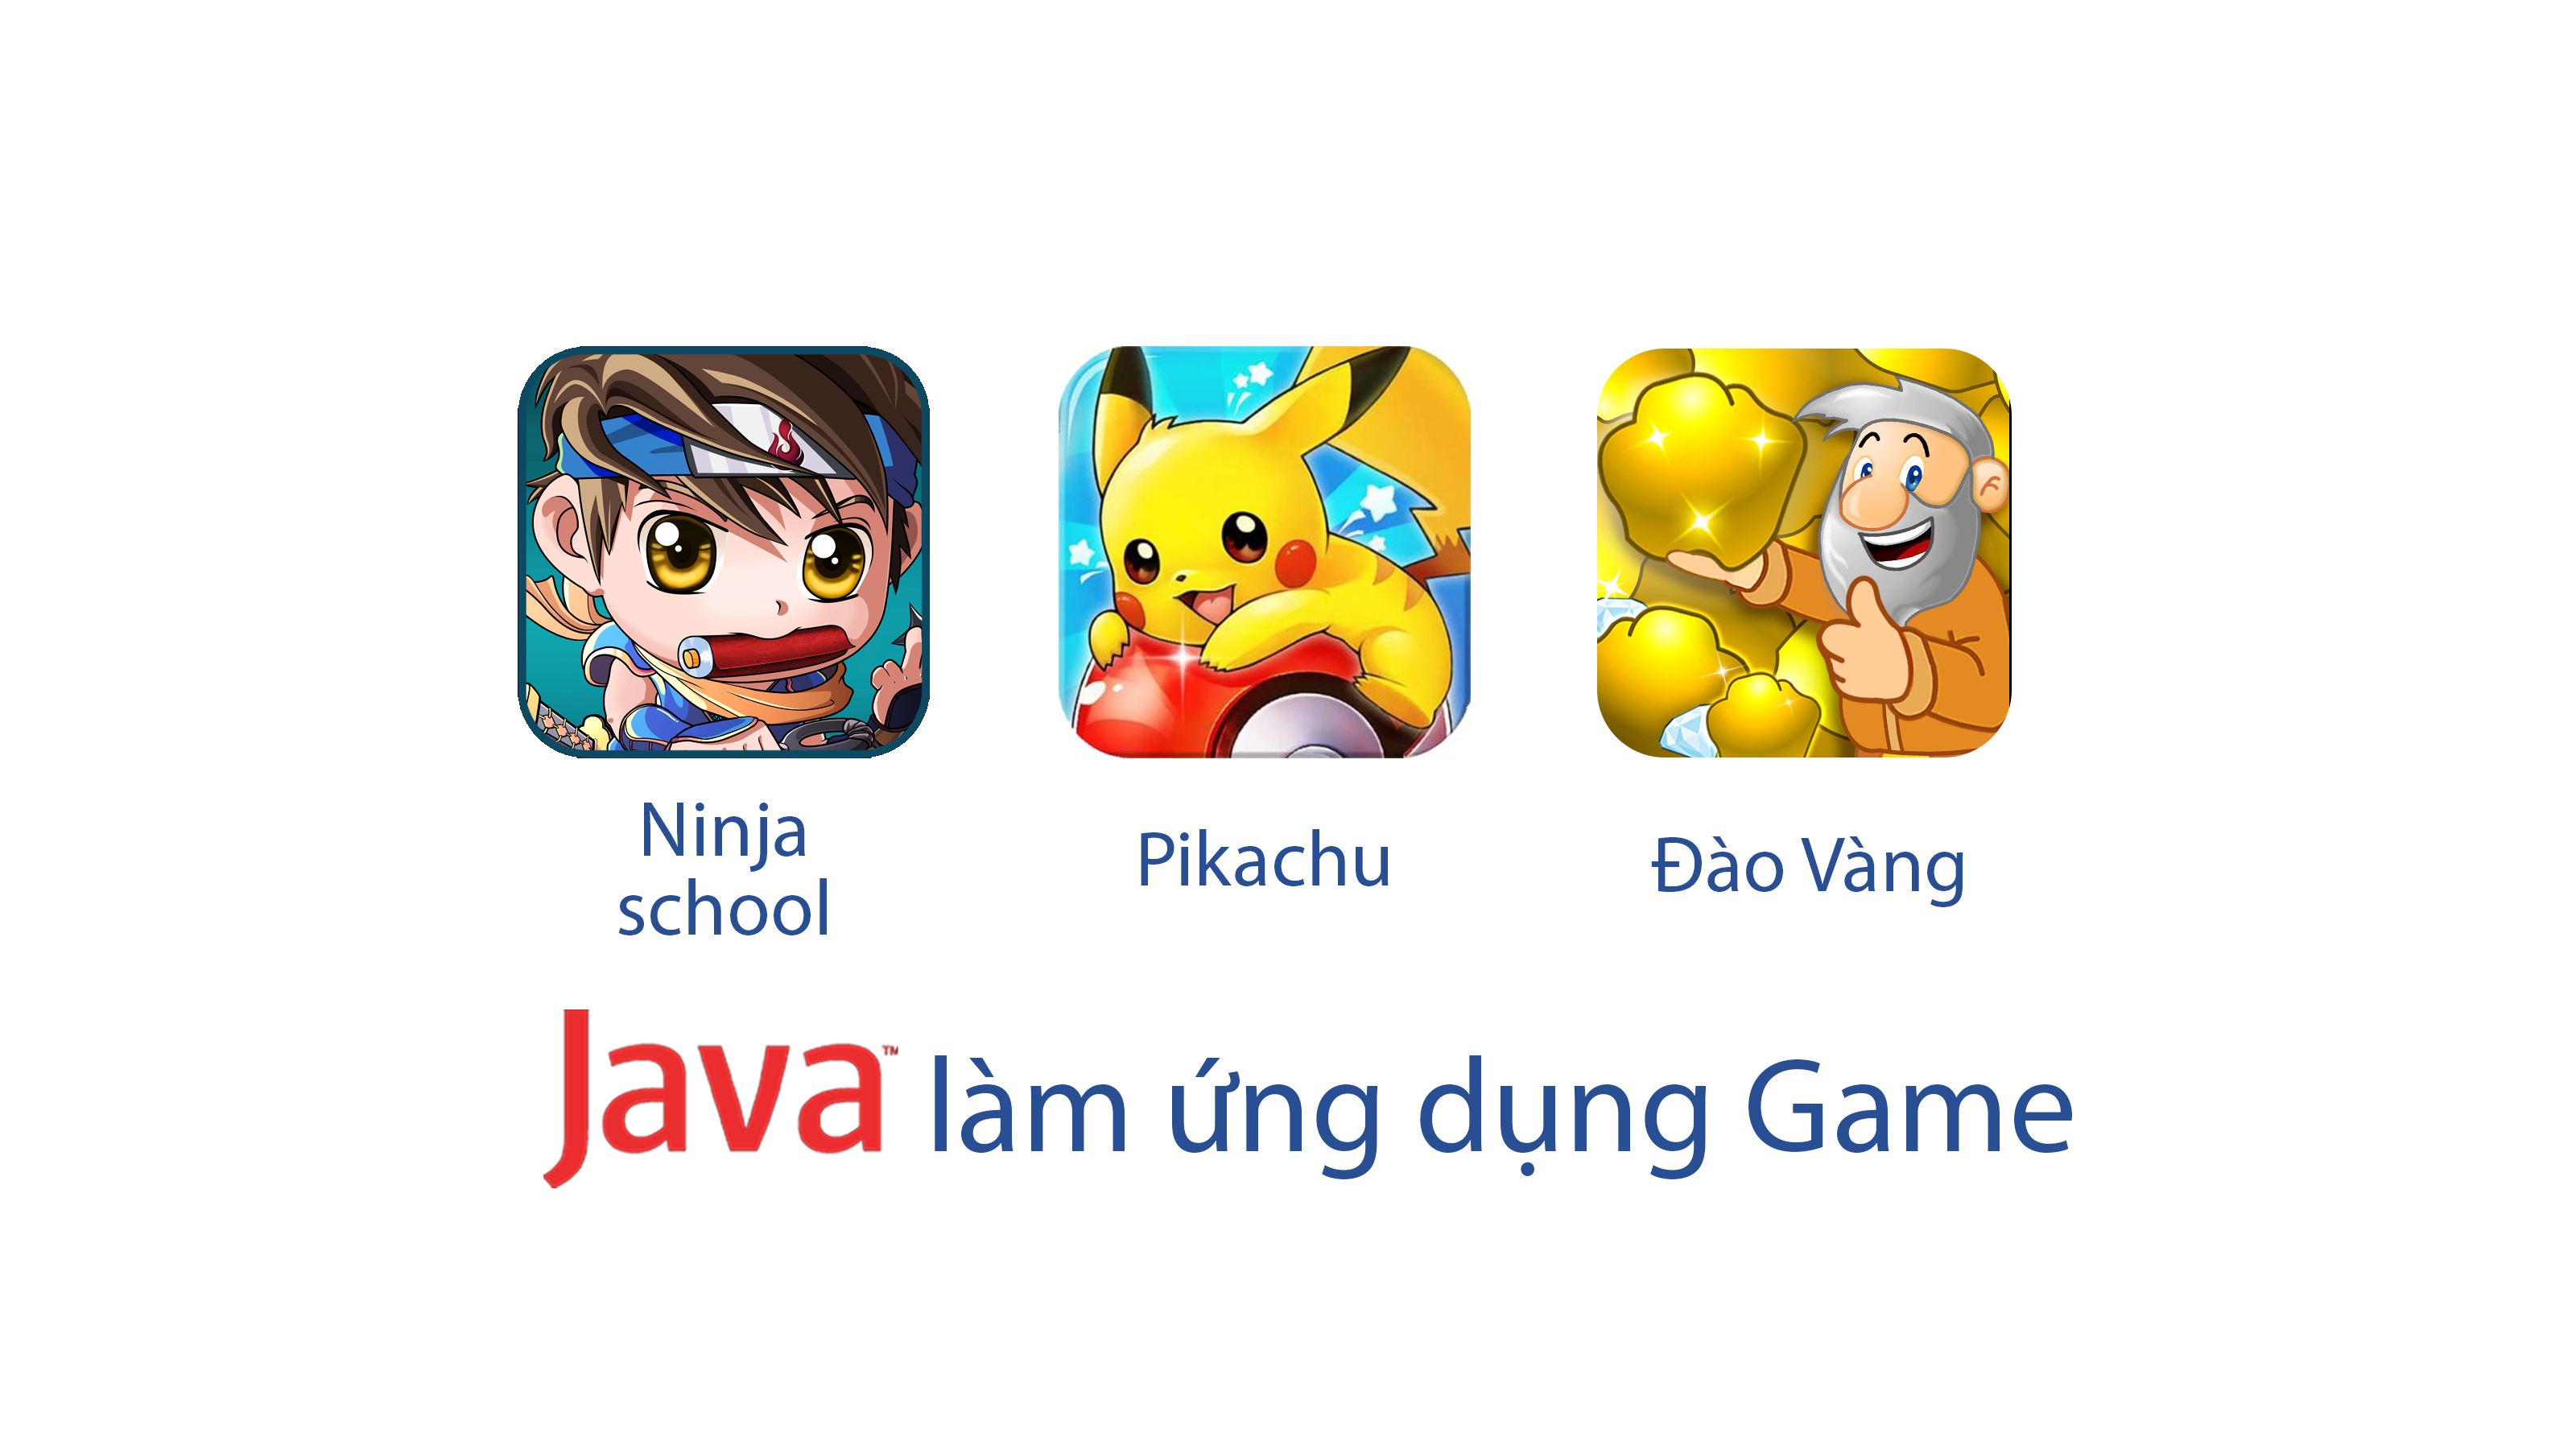 Ninja
school
Pikachu
Đào Vàng
Java™ làm ứng dụng Game